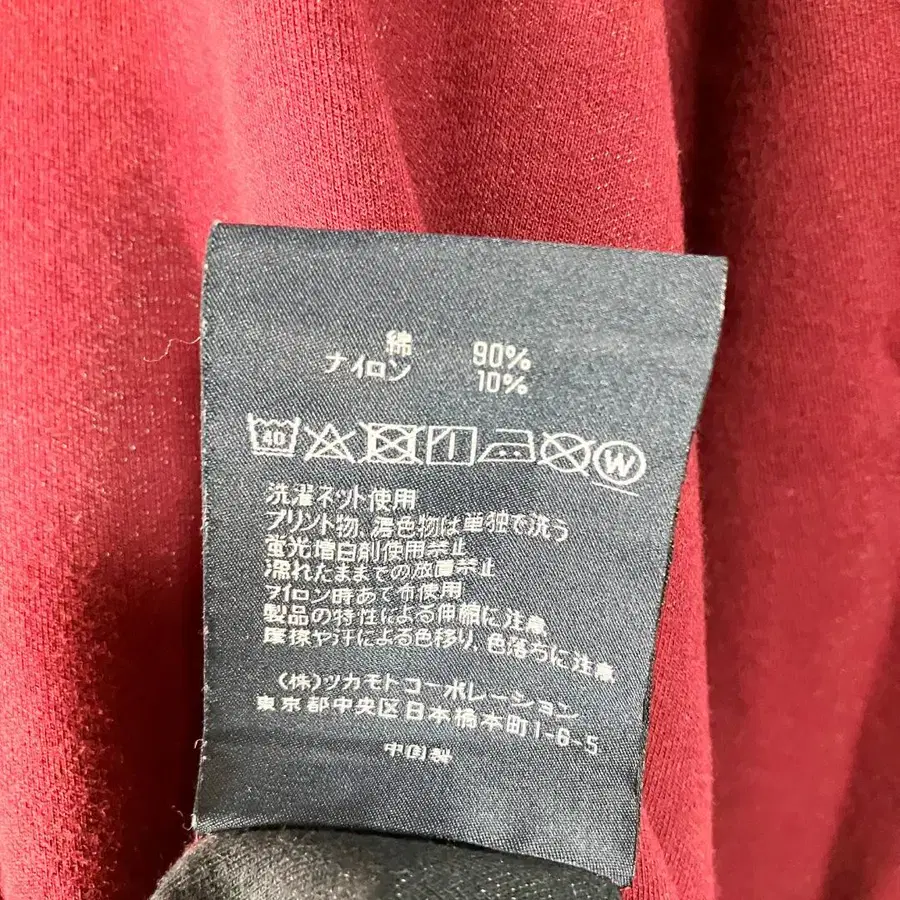 綿 90%
ナイロン 10%
40 W
洗濯ネット使用
プリント物、濃色物は単独で洗う
蛍光増白剤使用禁止
濡れたままでの放置禁止
アイロン時あて布使用
製品の特性による伸縮に注意
摩擦や汗による色移り、色落ちに注意
(株)ツカモトコーポレーション
東京都中央区日本橋本町1-6-5
中国製